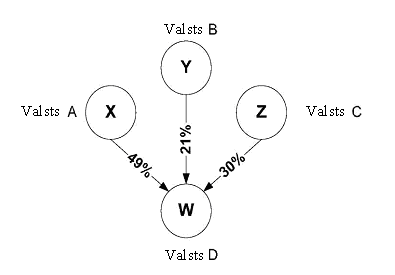 Valsts B
Y
Valsts A
X
Z
Valsts C
49%
21%
30%
W
Valsts D